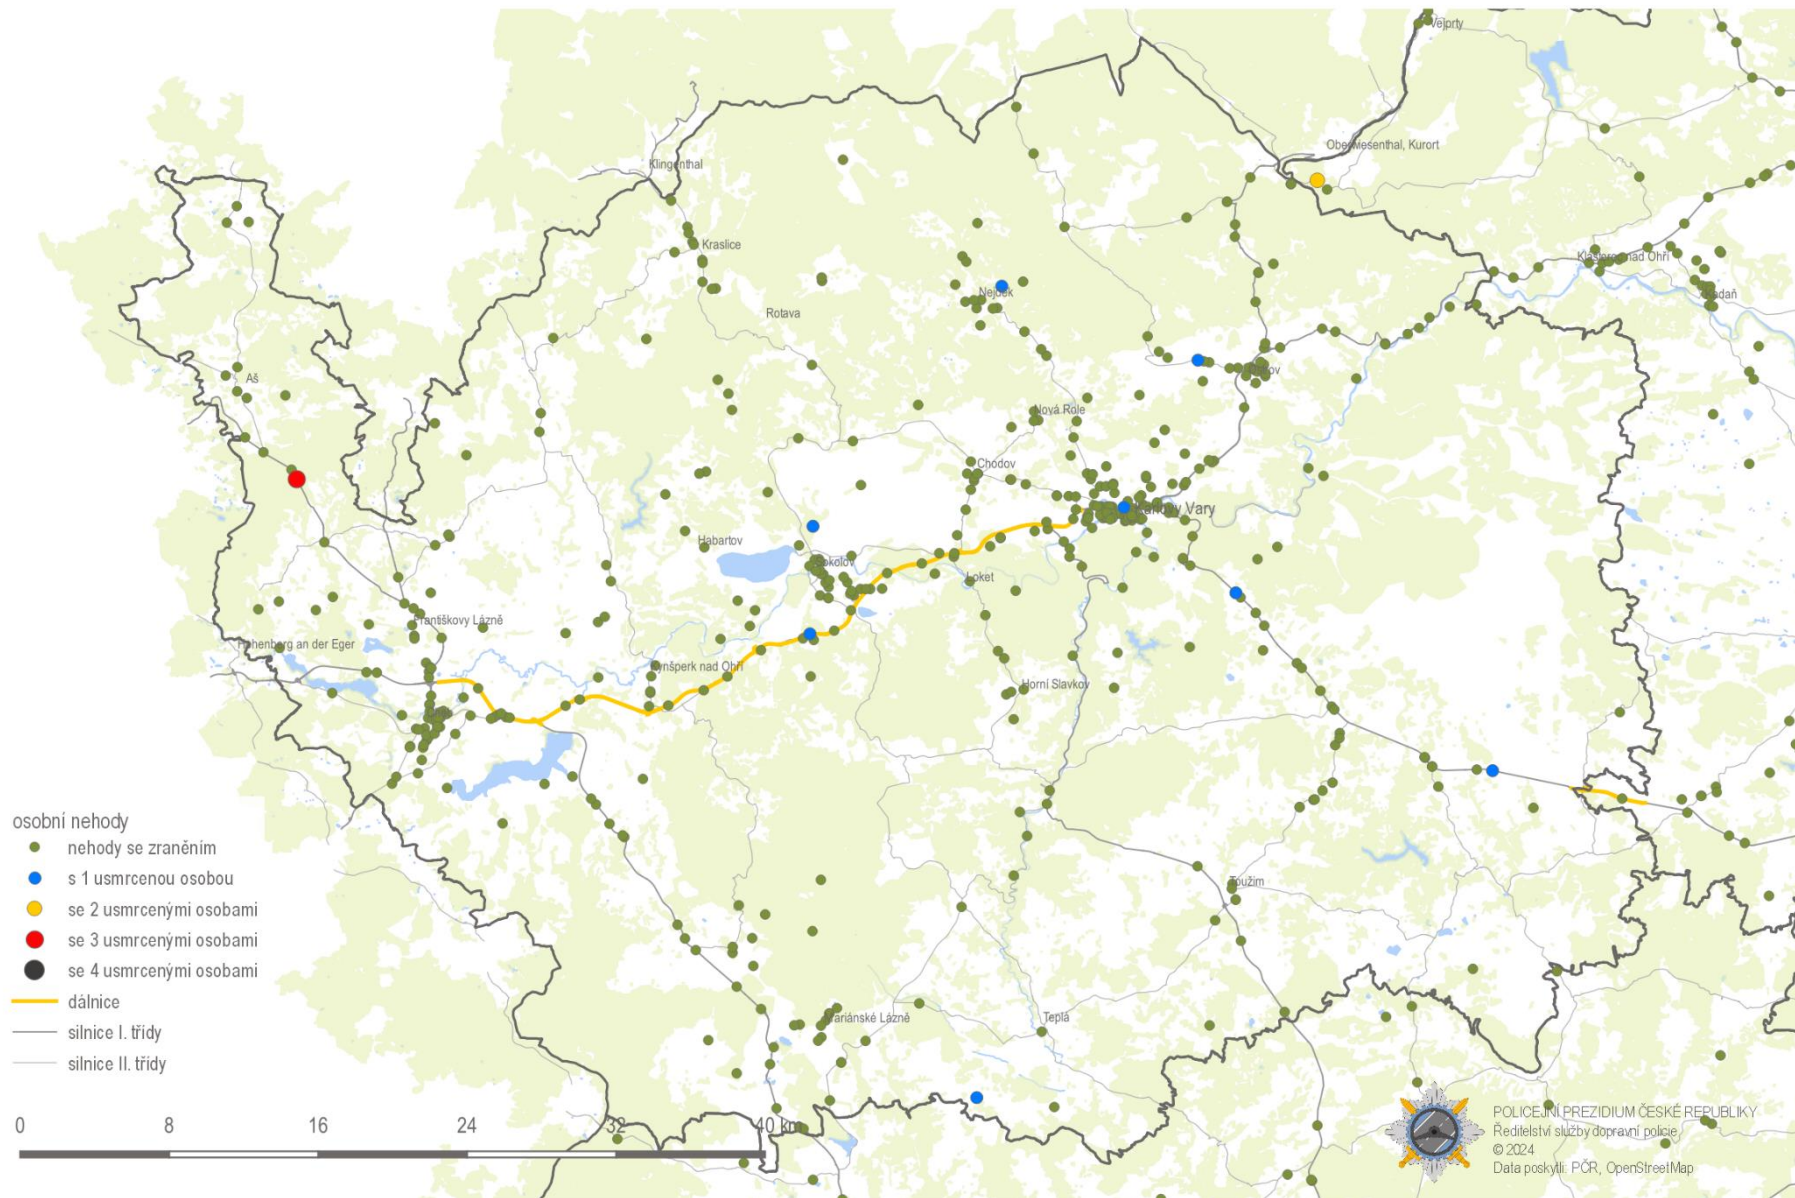 Vejprty
Oberwiesenthal, Kurort
Klingenthal
Kraslice
Klášterec nad Ohří
Kadaň
Nejdek
Rotava
Ostrov
Aš
Nová Role
Chodov
Karlovy Vary
Habartov
Sokolov
Loket
Františkovy Lázně
Hohenberg an der Eger
Kynšperk nad Ohří
Horní Slavkov
Toužim
Mariánské Lázně
Teplá
osobní nehody
nehody se zraněním
s 1 usmrcenou osobou
se 2 usmrcenými osobami
se 3 usmrcenými osobami
se 4 usmrcenými osobami
dálnice
silnice I. třídy
silnice II. třídy
0 8 16 24 32 40 km
POLICEJNÍ PREZIDIUM ČESKÉ REPUBLIKY
Ředitelství služby dopravní policie
© 2024
Data poskytli: PČR, OpenStreetMap